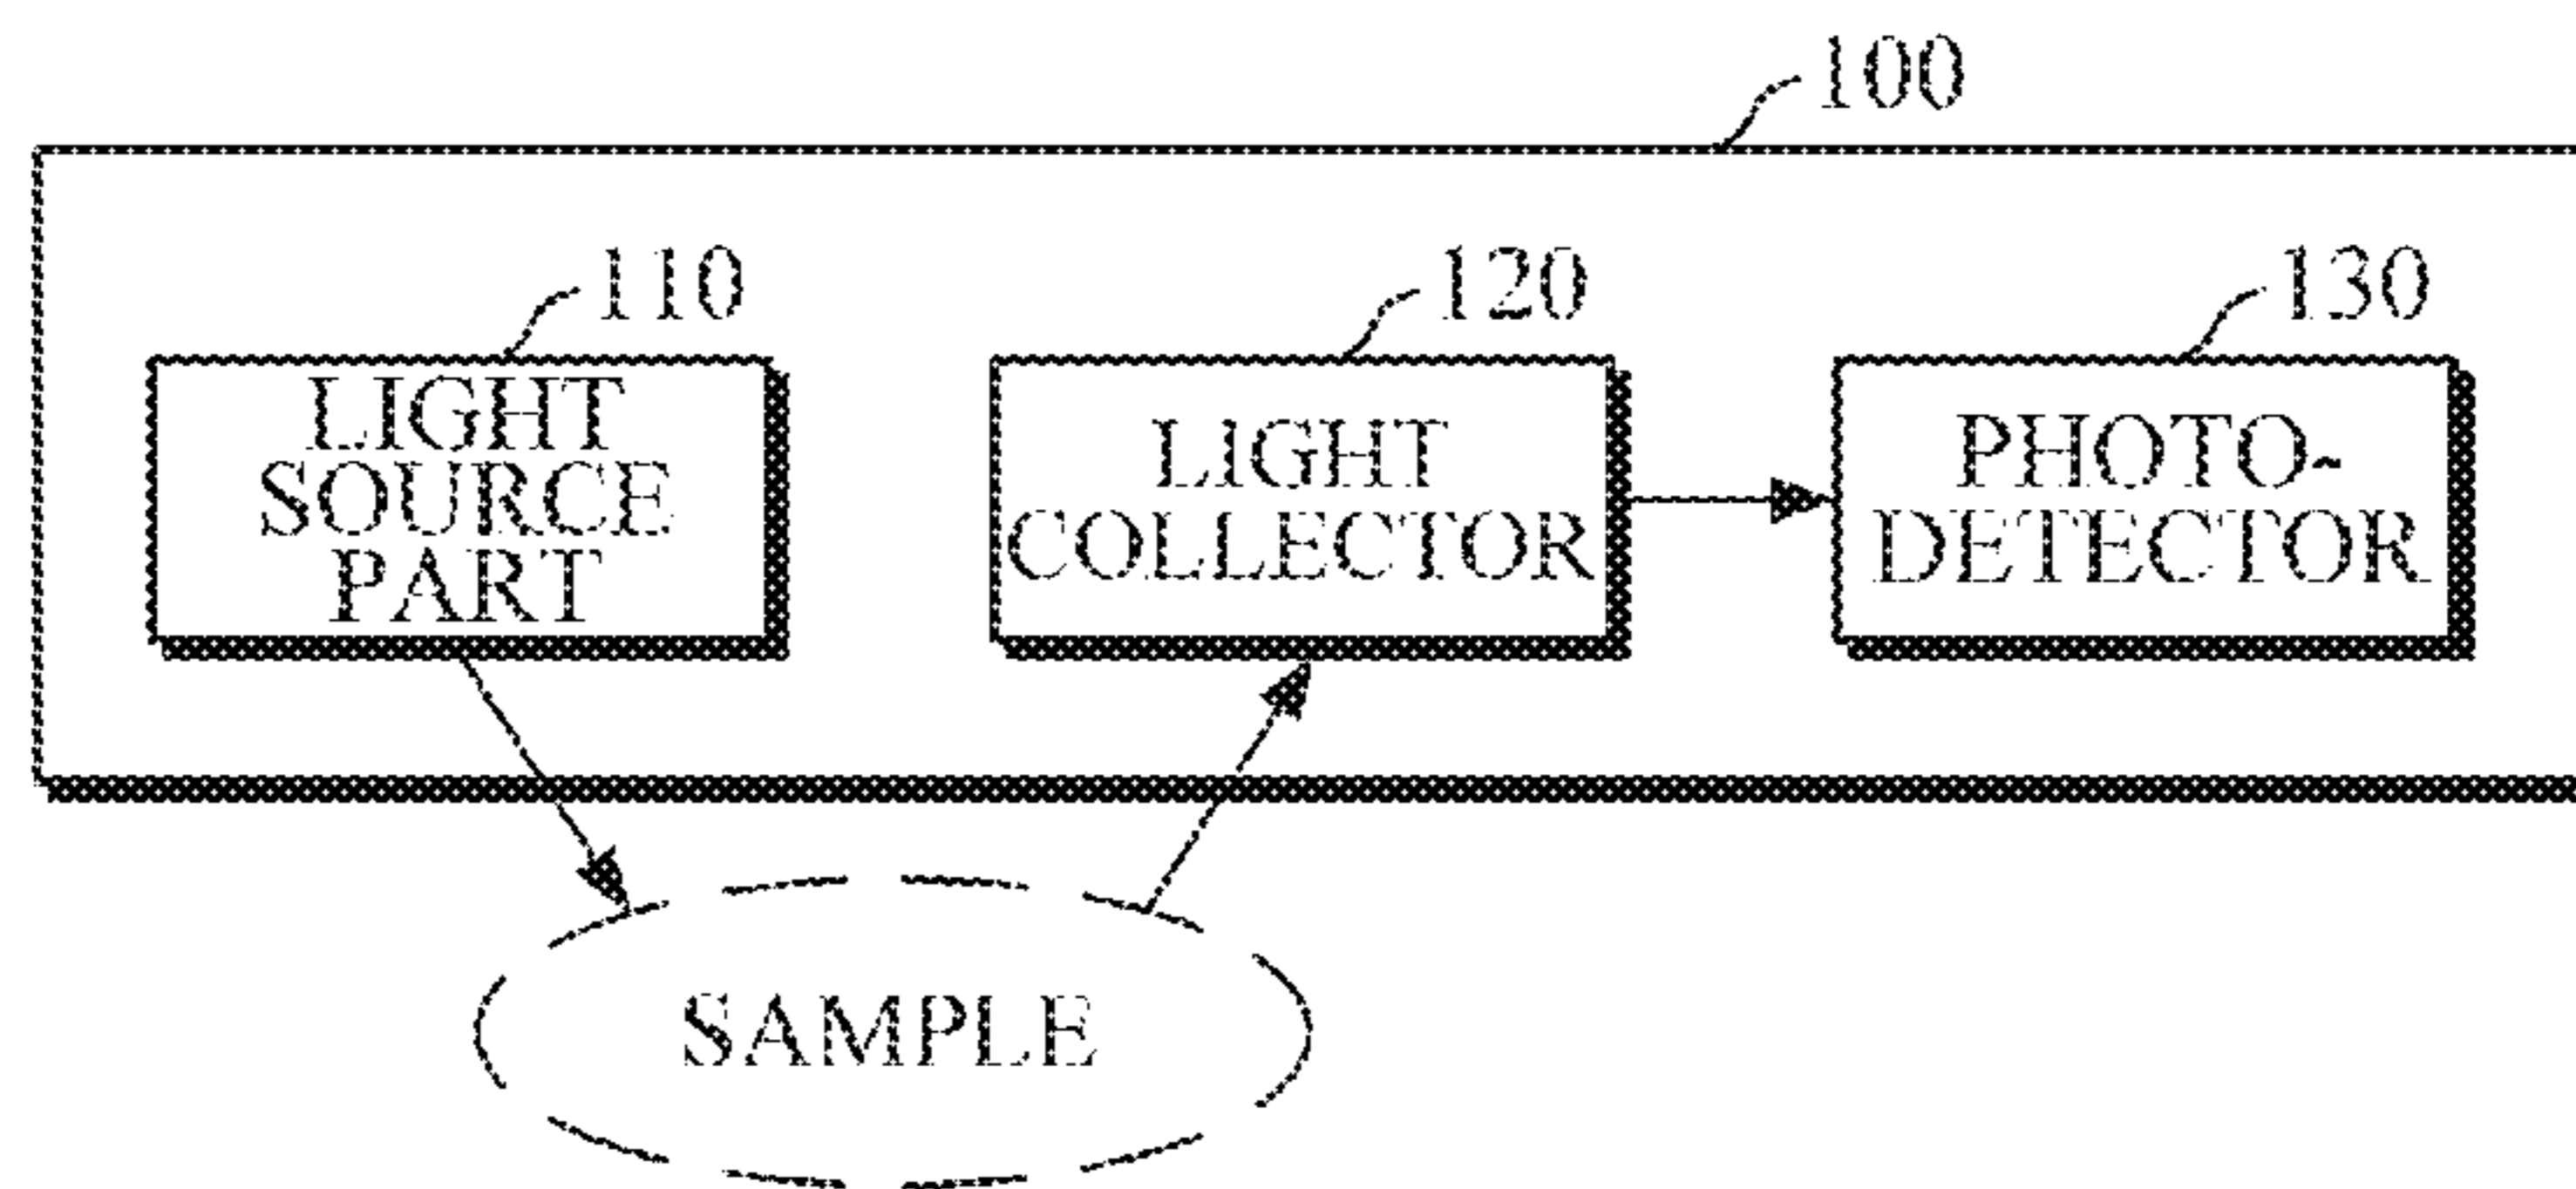 100
110
120
130
LIGHT
SOURCE
PART
LIGHT
COLLECTOR
PHOTO-
DETECTOR
SAMPLE